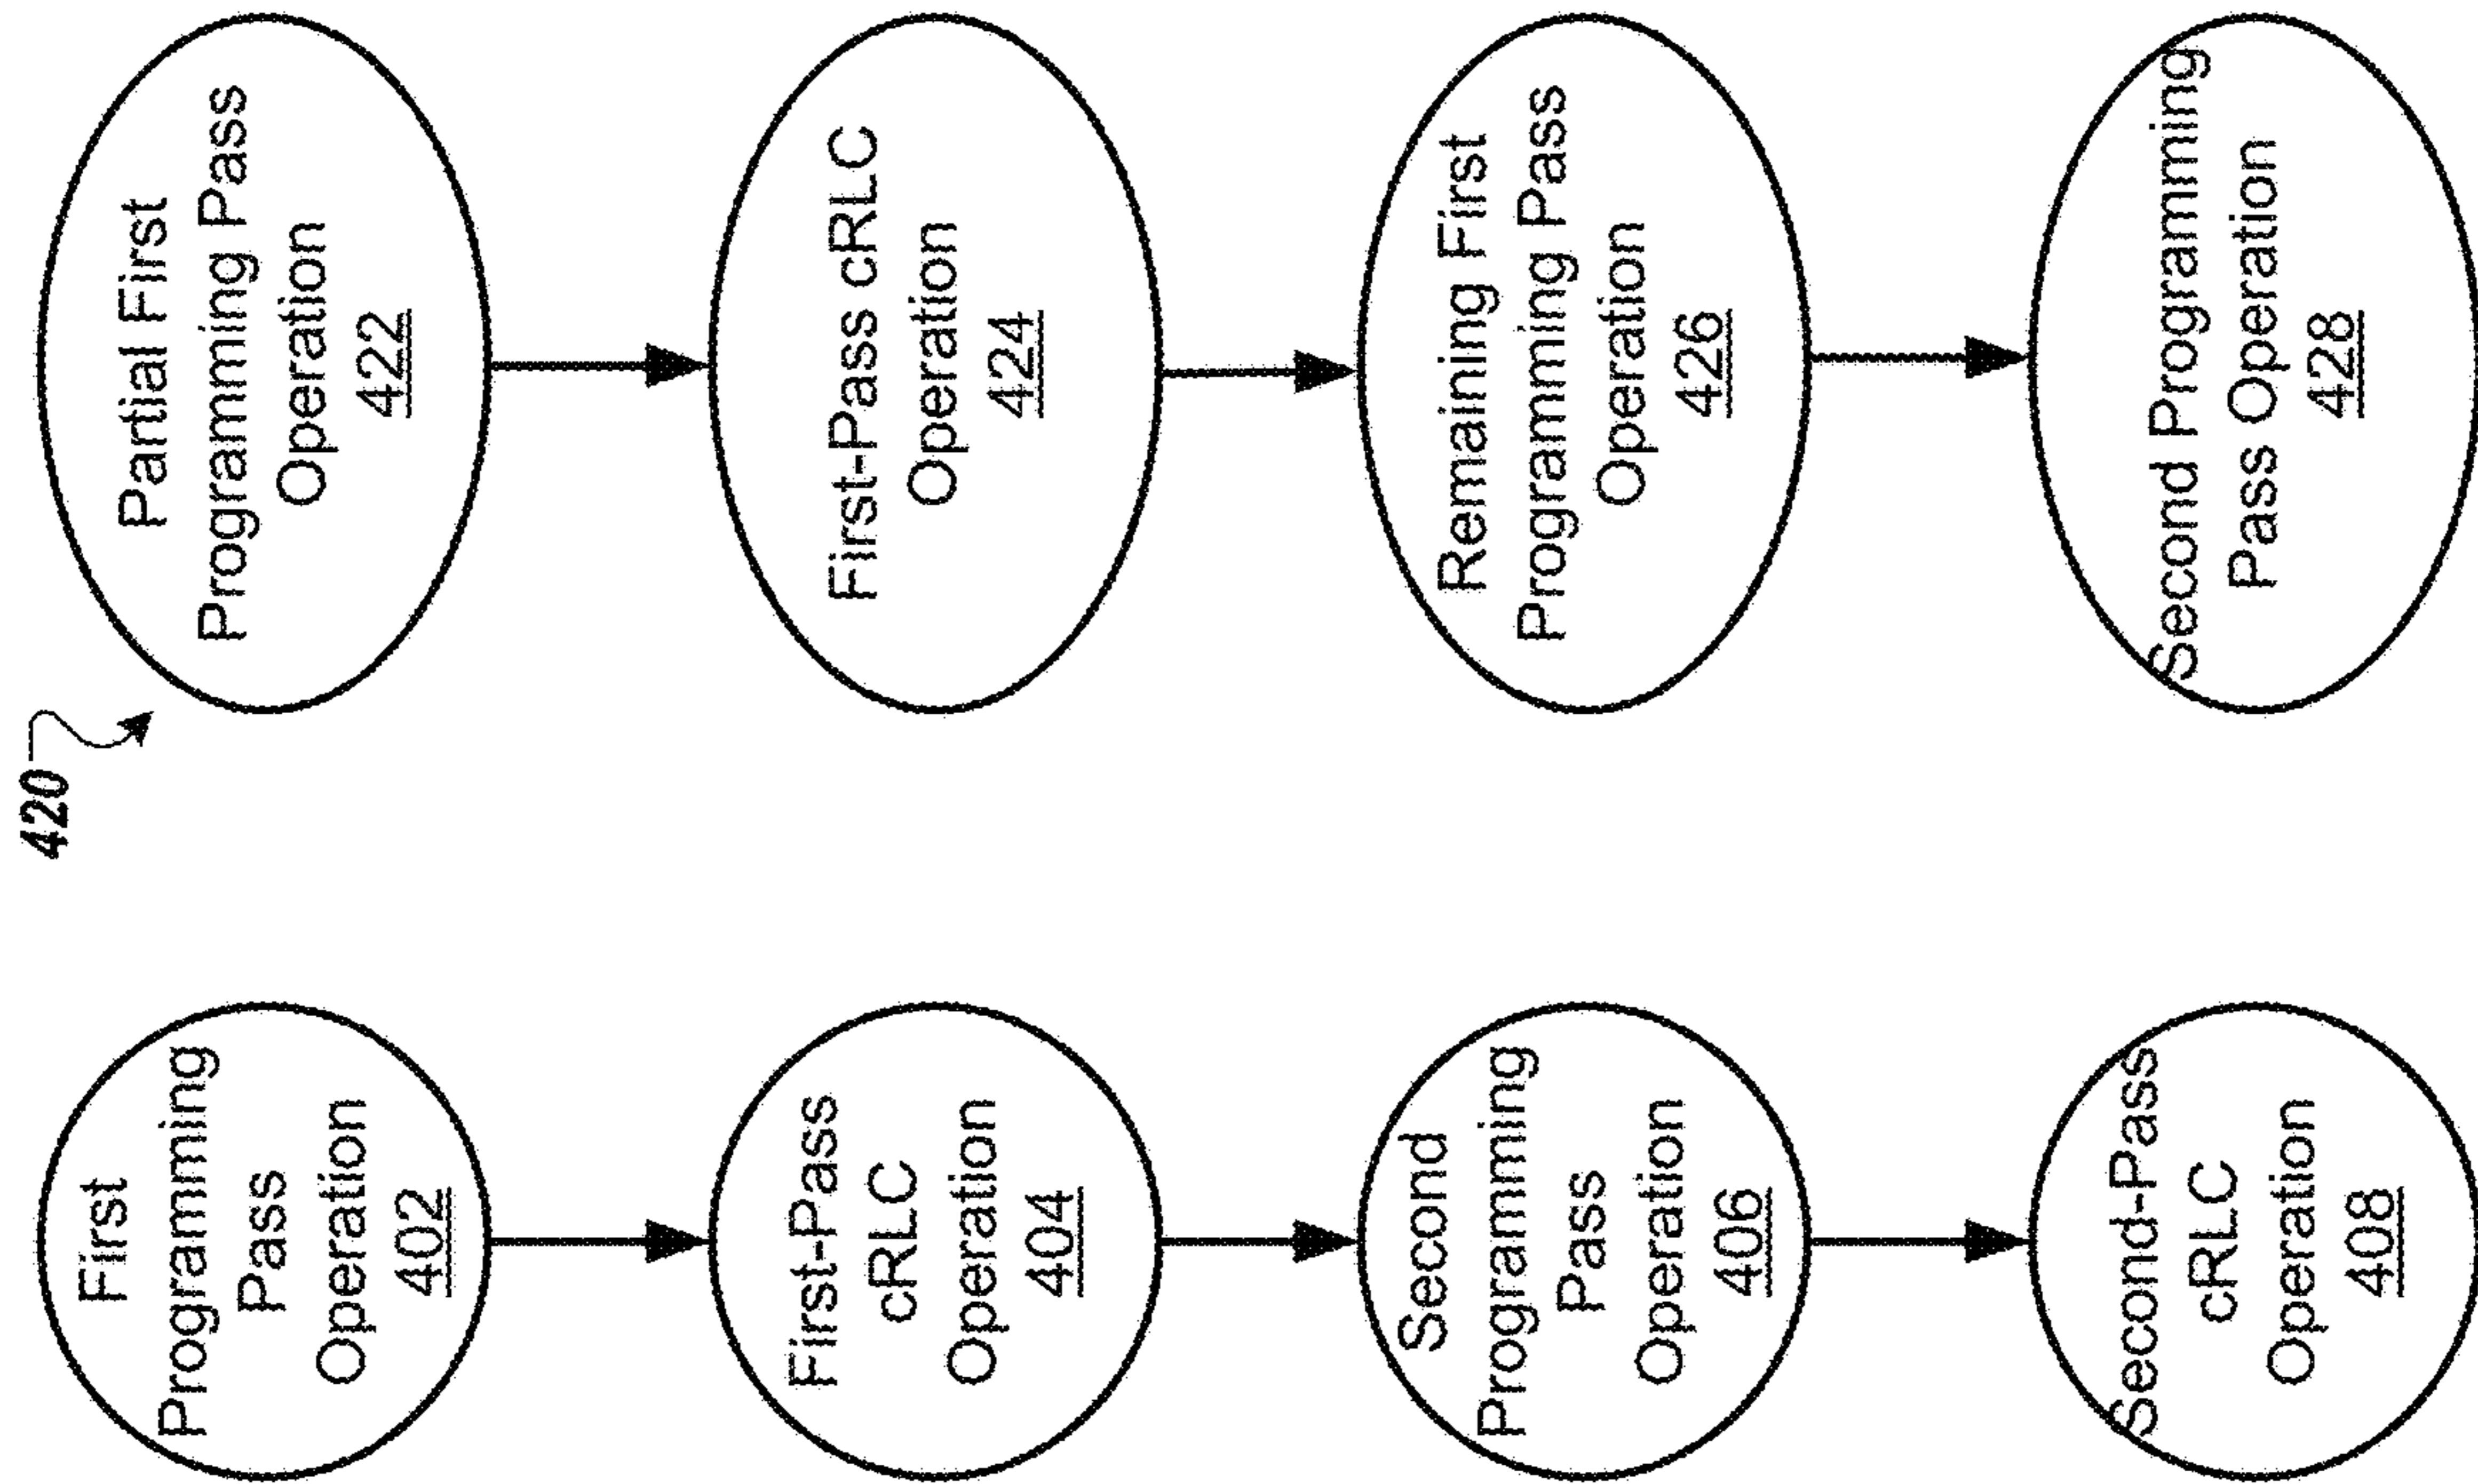 420
First
Programming
Pass
Operation
402
First-Pass
cRLC
Operation
404
Second
Programming
Pass
Operation
406
Second-Pass
cRLC
Operation
408
Partial First
Programming Pass
Operation
422
First-Pass cRLC
Operation
424
Remaining First
Programming Pass
Operation
426
Second Programming
Pass Operation
428